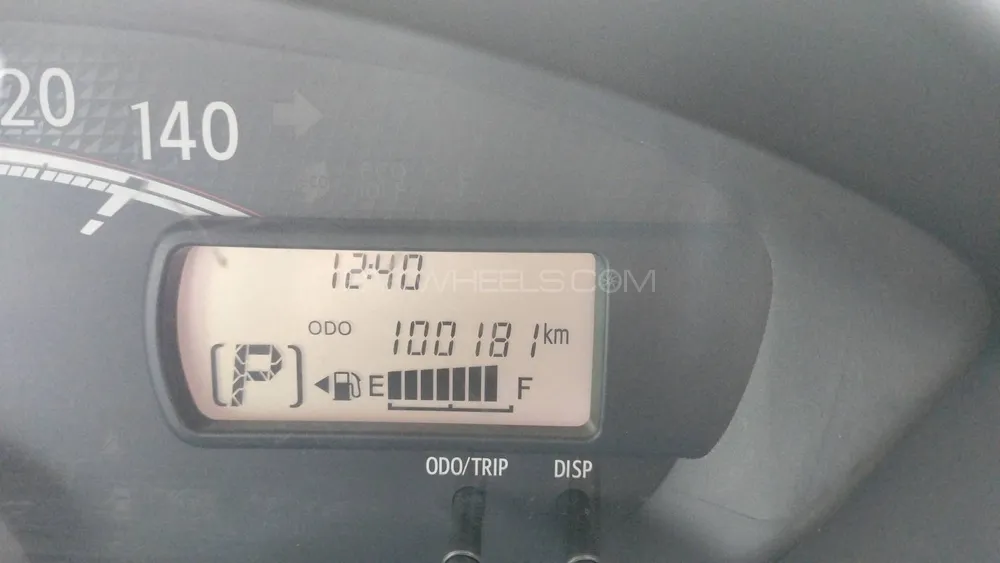 20
140
12:40
WHEELS.COM
ODO 100181 km
P
E F
ODO/TRIP DISP